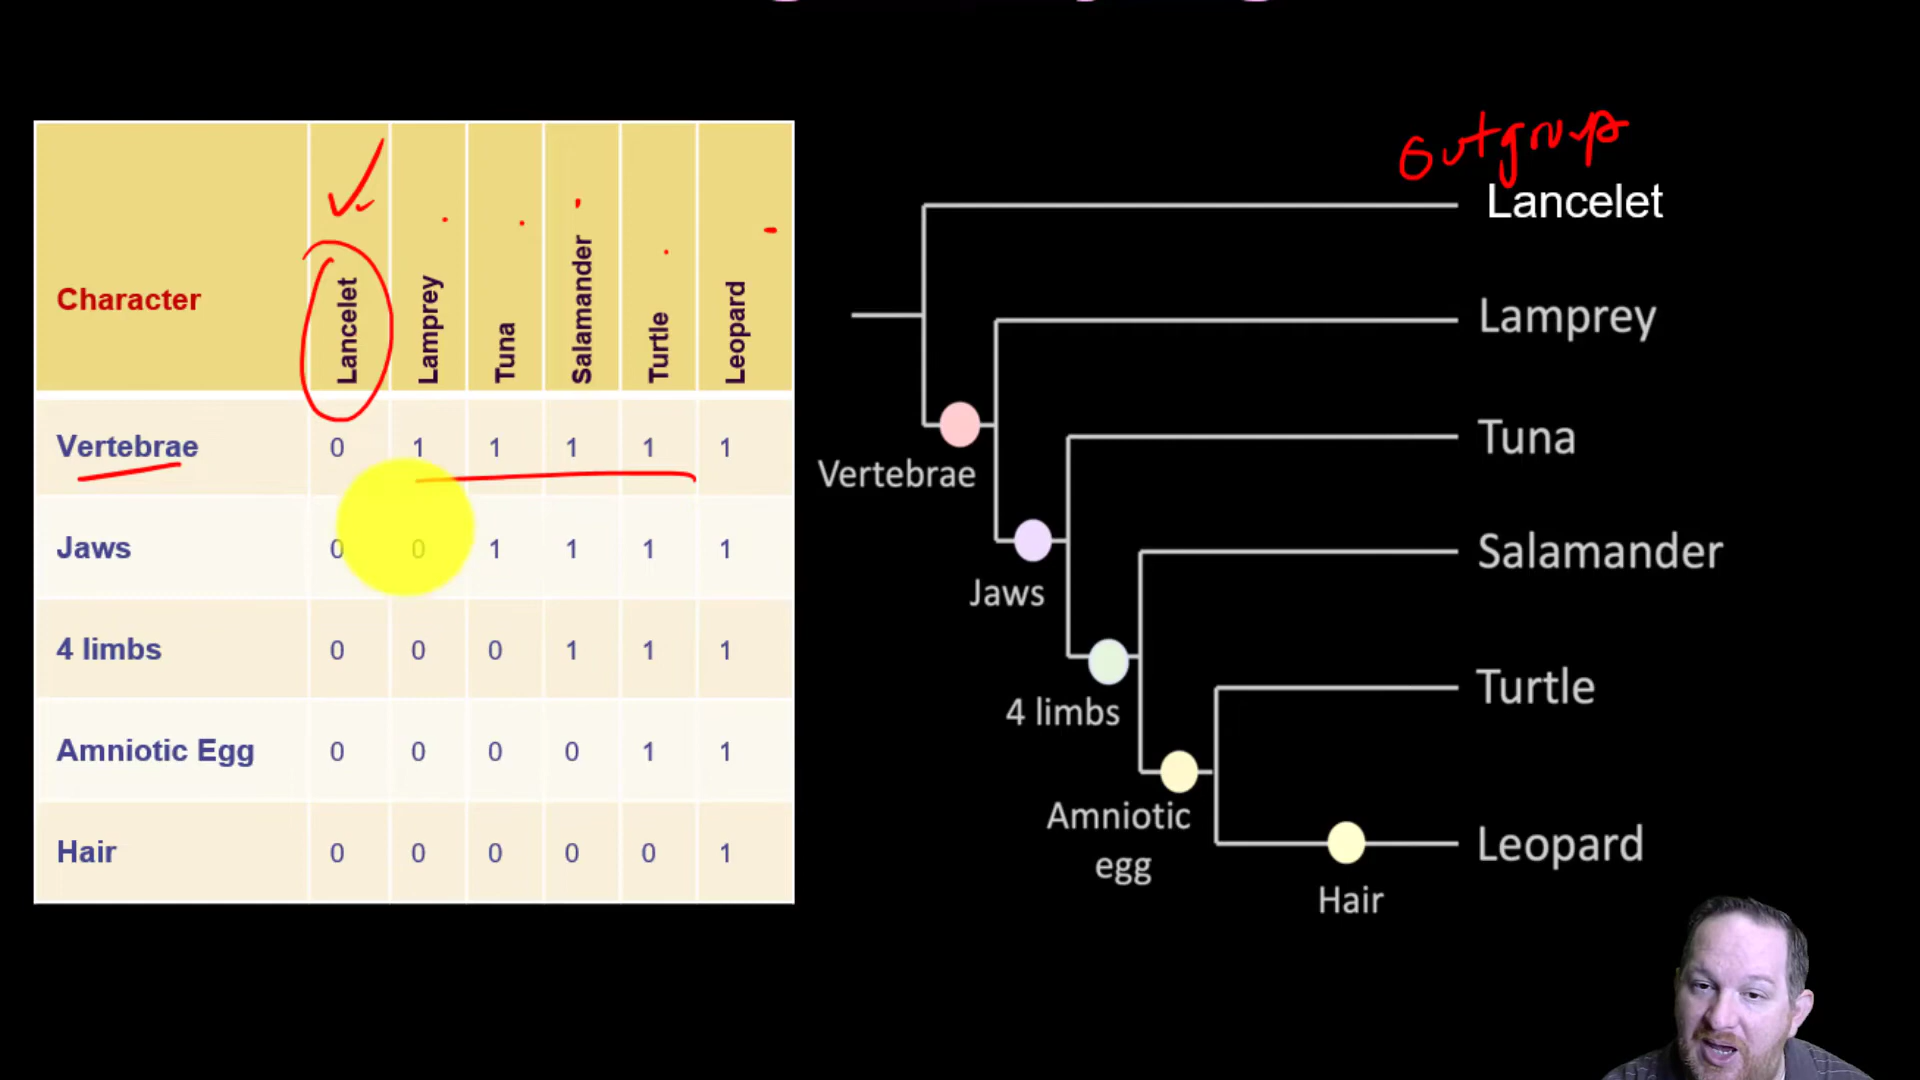 Character Lancelet Lamprey Tuna Salamander Turtle Leopard
Vertebrae 0 1 1 1 1 1
Jaws 0 0 1 1 1 1
4 limbs 0 0 0 1 1 1
Amniotic Egg 0 0 0 0 1 1
Hair 0 0 0 0 0 1
Outgroup
Lancelet
Lamprey
Tuna
Vertebrae
Salamander
Jaws
Turtle
4 limbs
Amniotic
egg
Leopard
Hair